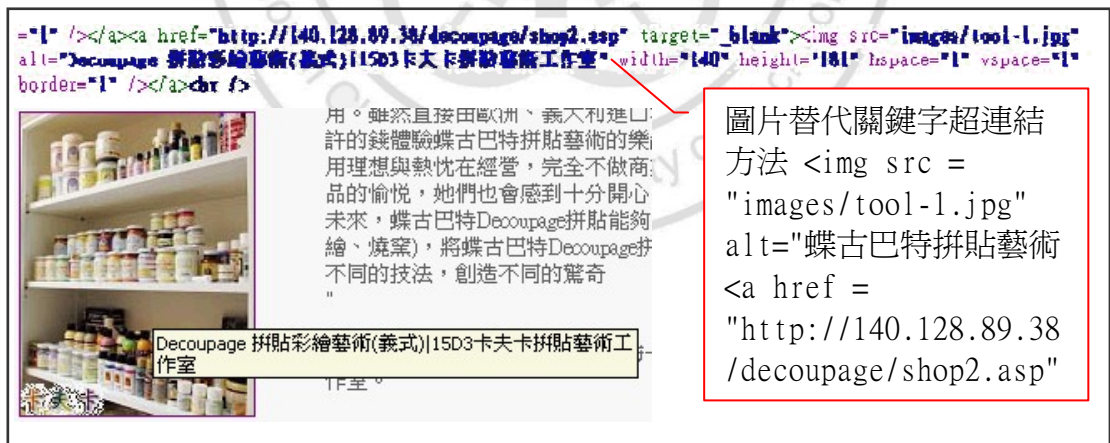 ="1" /></a><a href="http://140.128.89.38/decoupage/shop2.asp" target="_blank"><img src="images/tool-1.jpg"
alt="Decoupage 拼貼彩繪藝術(義式)|15D3卡夫卡拼貼藝術工作室" width="140" height="181" hspace="1" vspace="1"
border="1" /></a><br />
用。雖然直接由歐洲、義大利進口
許的錢體驗蝶古巴特拼貼藝術的樂
用理想與熱忱在經營,完全不做商
品的愉悅,她們也會感到十分開心
未來,蝶古巴特Decoupage拼貼能夠
繪、燒窯),將蝶古巴特Decoupage拼
不同的技法,創造不同的驚奇
"
Decoupage 拼貼彩繪藝術(義式)|15D3卡夫卡拼貼藝術工
作室
作室。
卡夫卡
圖片替代關鍵字超連結
方法 <img src =
"images/tool-1.jpg"
alt="蝶古巴特拼貼藝術
<a href =
"http://140.128.89.38
/decoupage/shop2.asp"